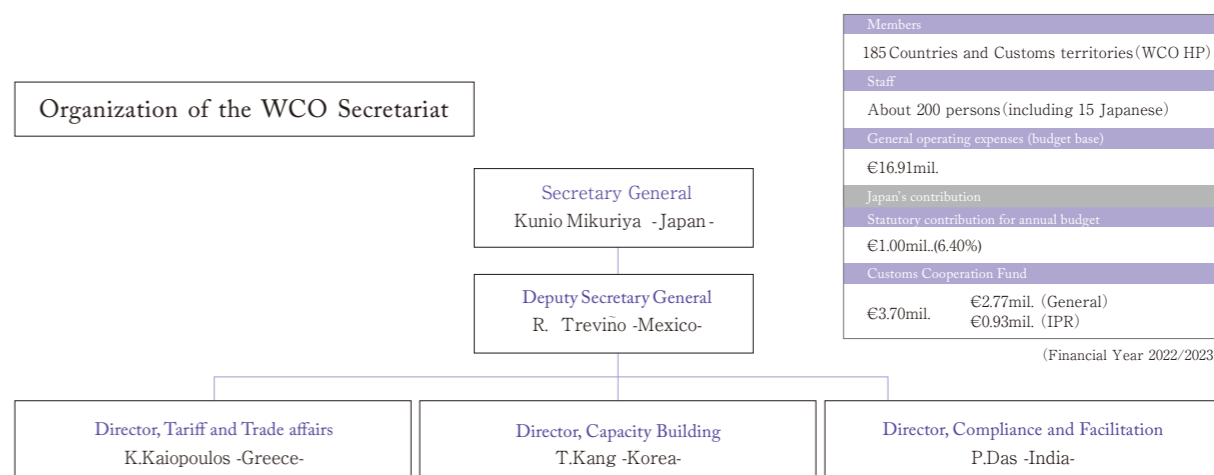 Organization of the WCO Secretariat
Secretary General
Kunio Mikuriya -Japan-
Deputy Secretary General
R. Treviño -Mexico-
Director, Tariff and Trade affairs
K.Kaiopoulos -Greece-
Director, Capacity Building
T.Kang -Korea-
Director, Compliance and Facilitation
P.Das -India-
Members
185 Countries and Customs territories (WCO HP)
Staff
About 200 persons (including 15 Japanese)
General operating expenses (budget base)
€16.91mil.
Japan's contribution
Statutory contribution for annual budget
€1.00mil..(6.40%)
Customs Cooperation Fund
€3.70mil.
€2.77mil. (General)
€0.93mil. (IPR)
(Financial Year 2022/2023